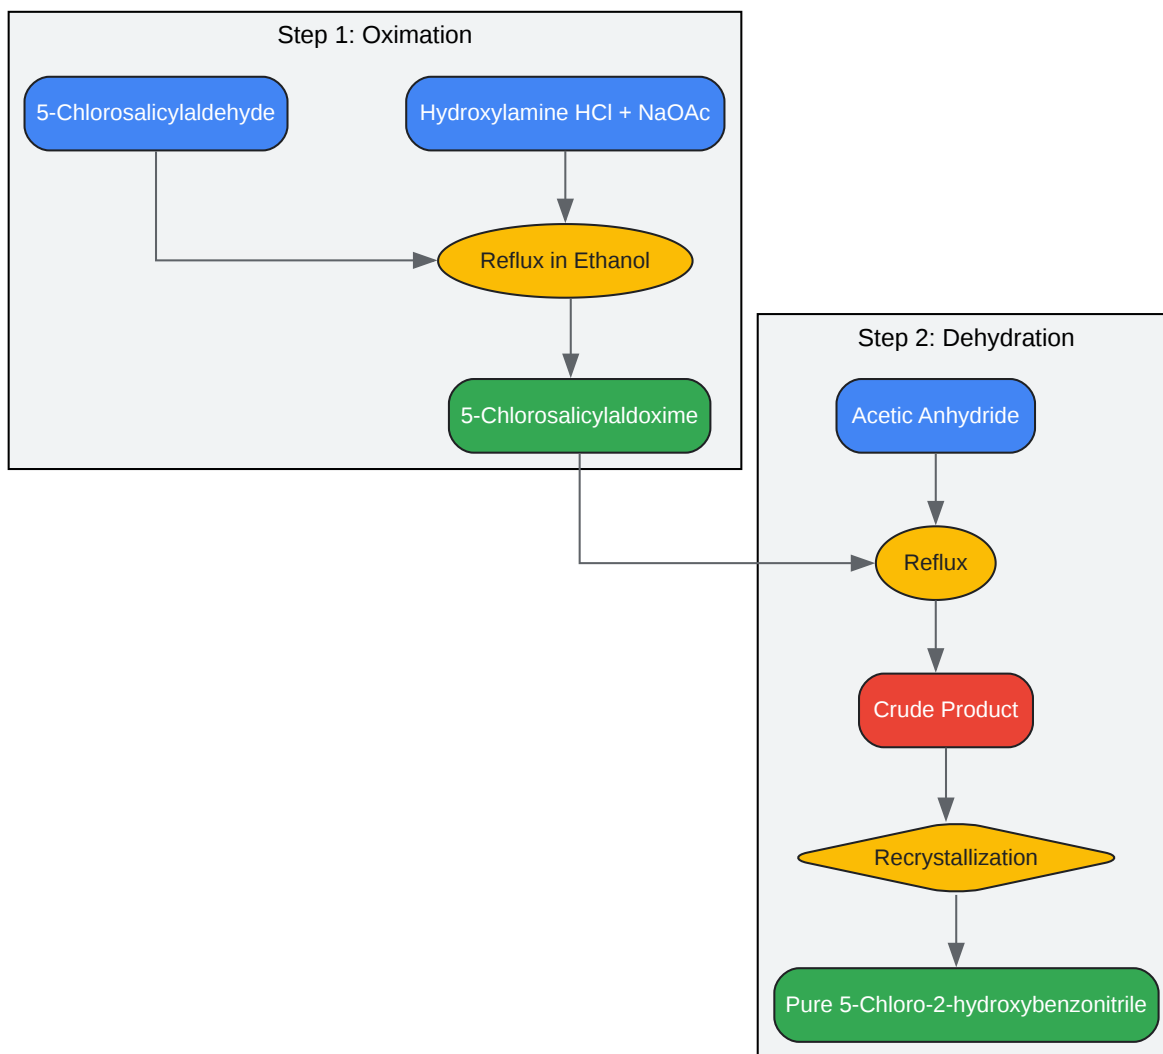 Step 1: Oximation
5-Chlorosalicylaldehyde
Hydroxylamine HCl + NaOAc
Reflux in Ethanol
5-Chlorosalicylaldoxime
Step 2: Dehydration
Acetic Anhydride
Reflux
Crude Product
Recrystallization
Pure 5-Chloro-2-hydroxybenzonitrile